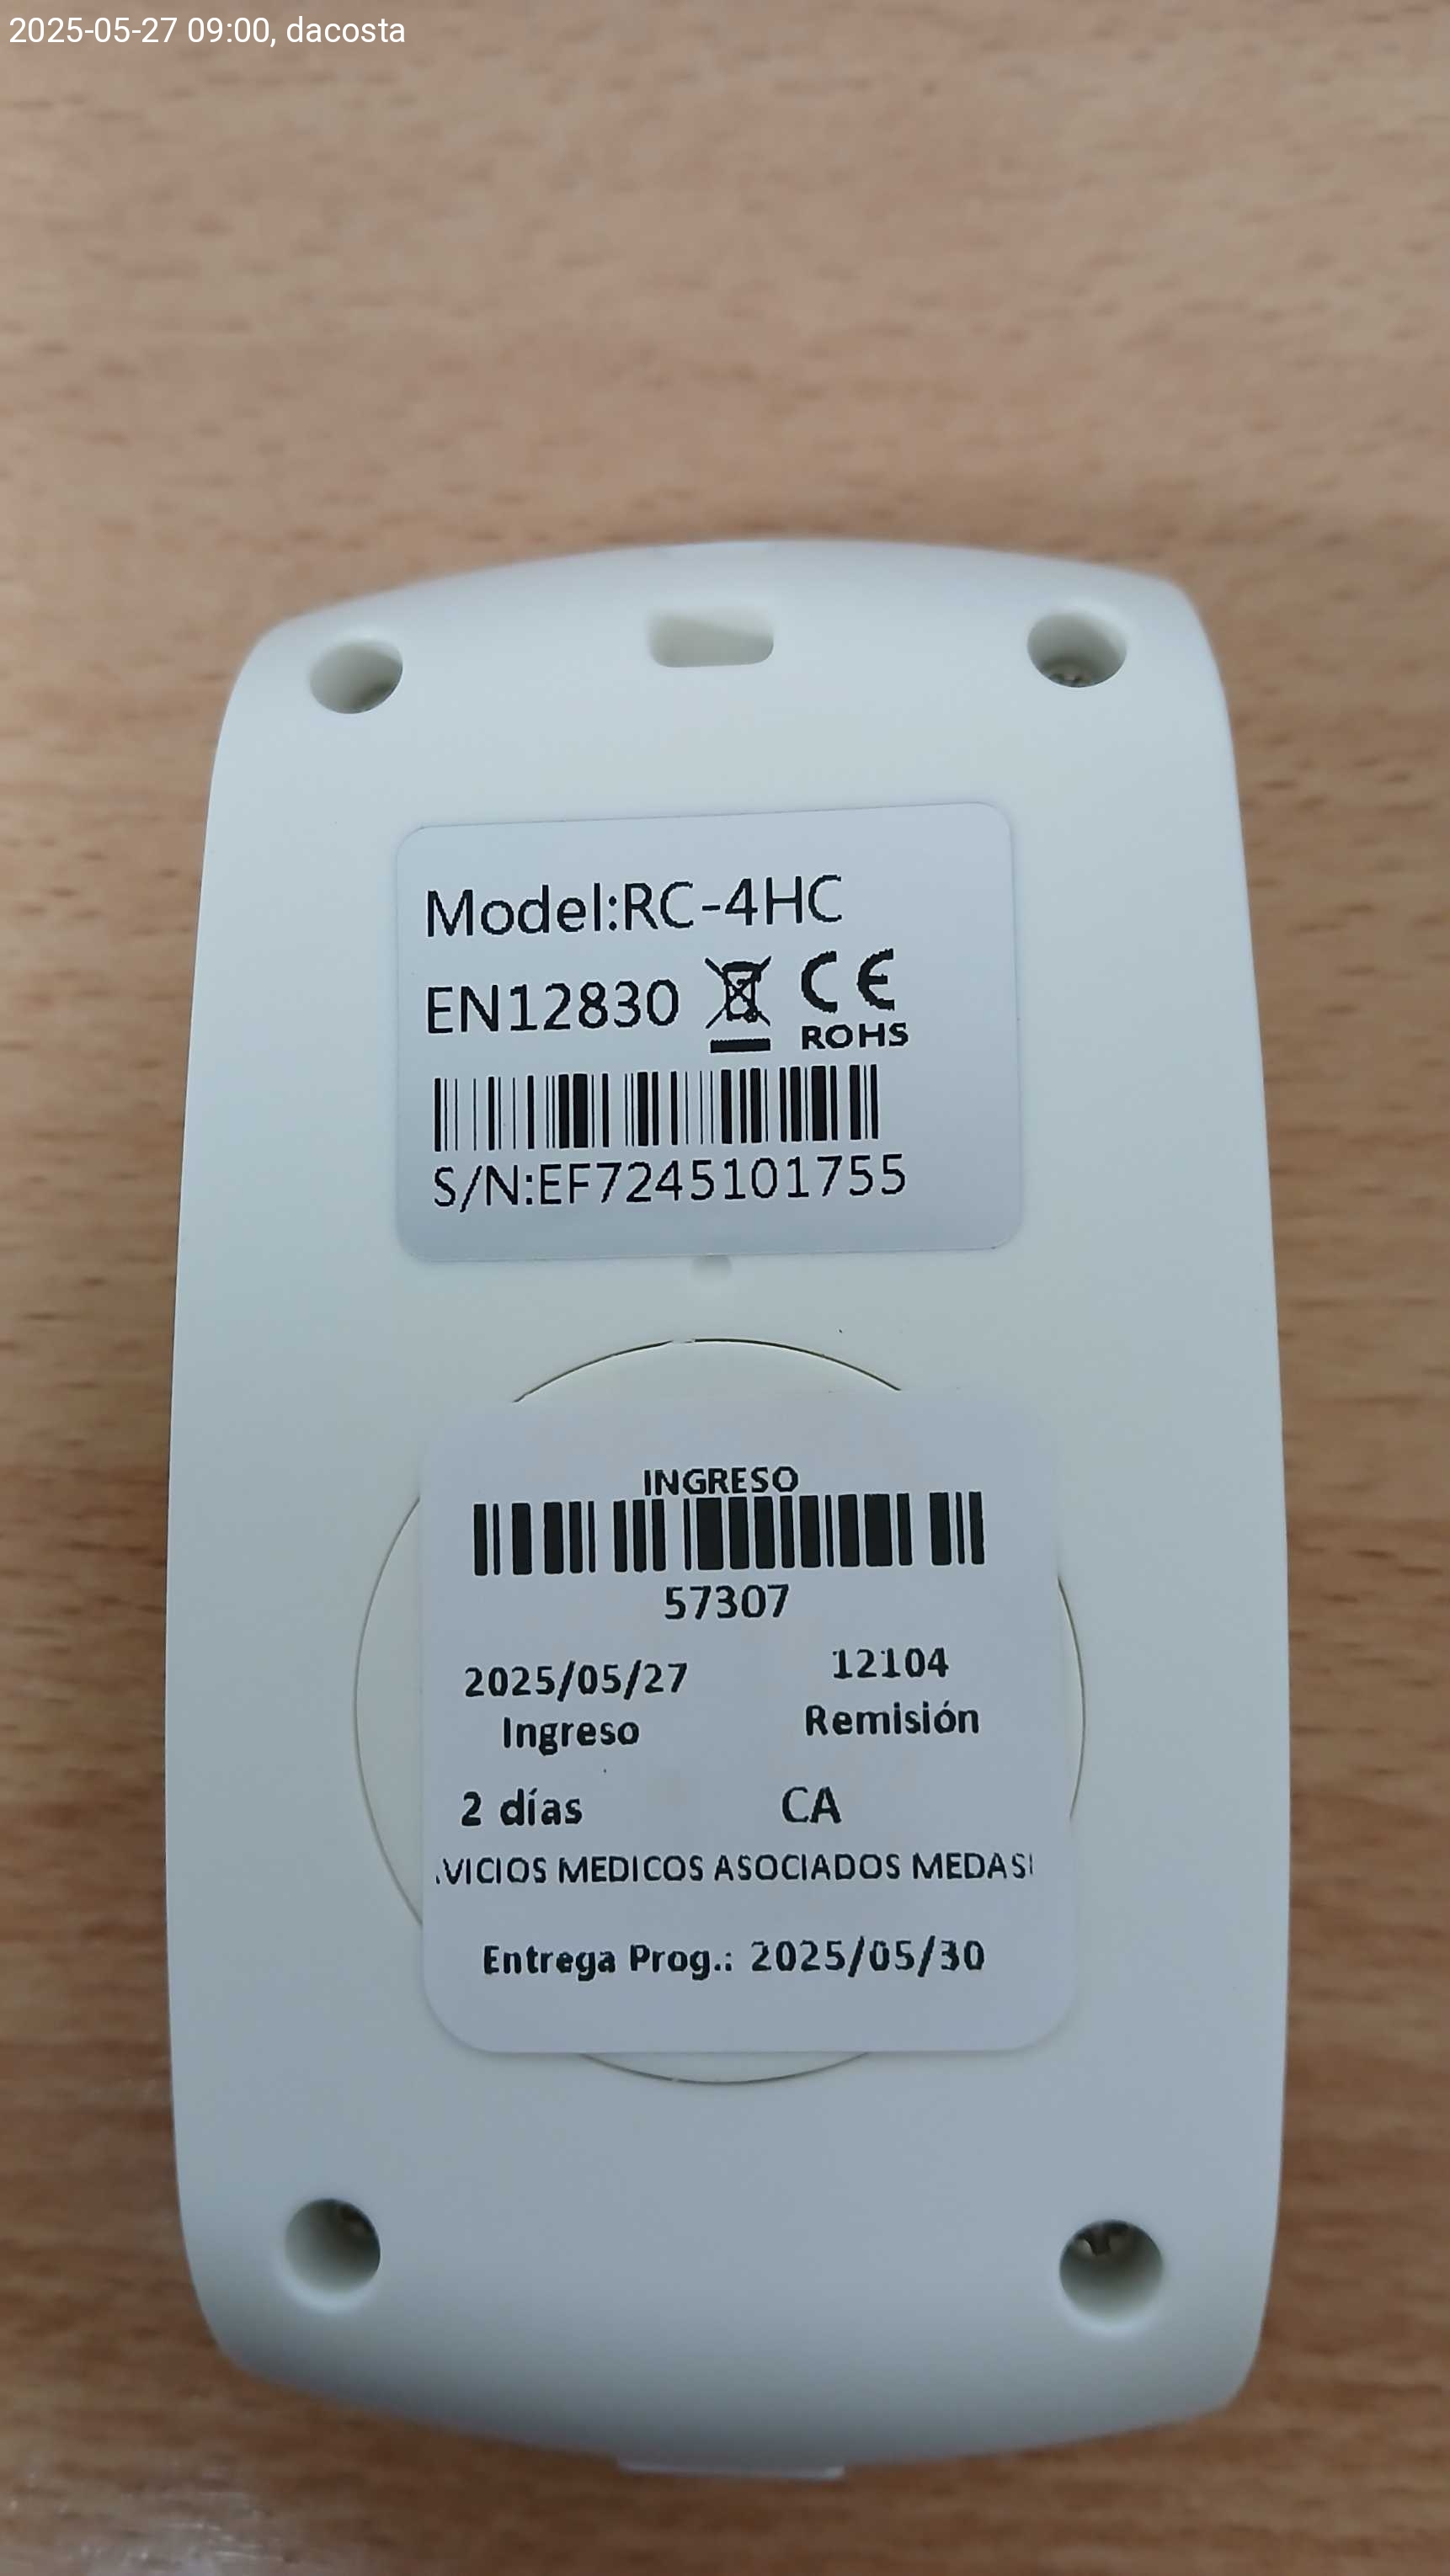 2025-05-27 09:00, dacosta
Model:RC-4HC
EN12830 CE
ROHS
S/N:EF7245101755
INGRESO
57307
2025/05/27 12104
Ingreso Remisión
2 días CA
VICIOS MEDICOS ASOCIADOS MEDAS
Entrega Prog.: 2025/05/30